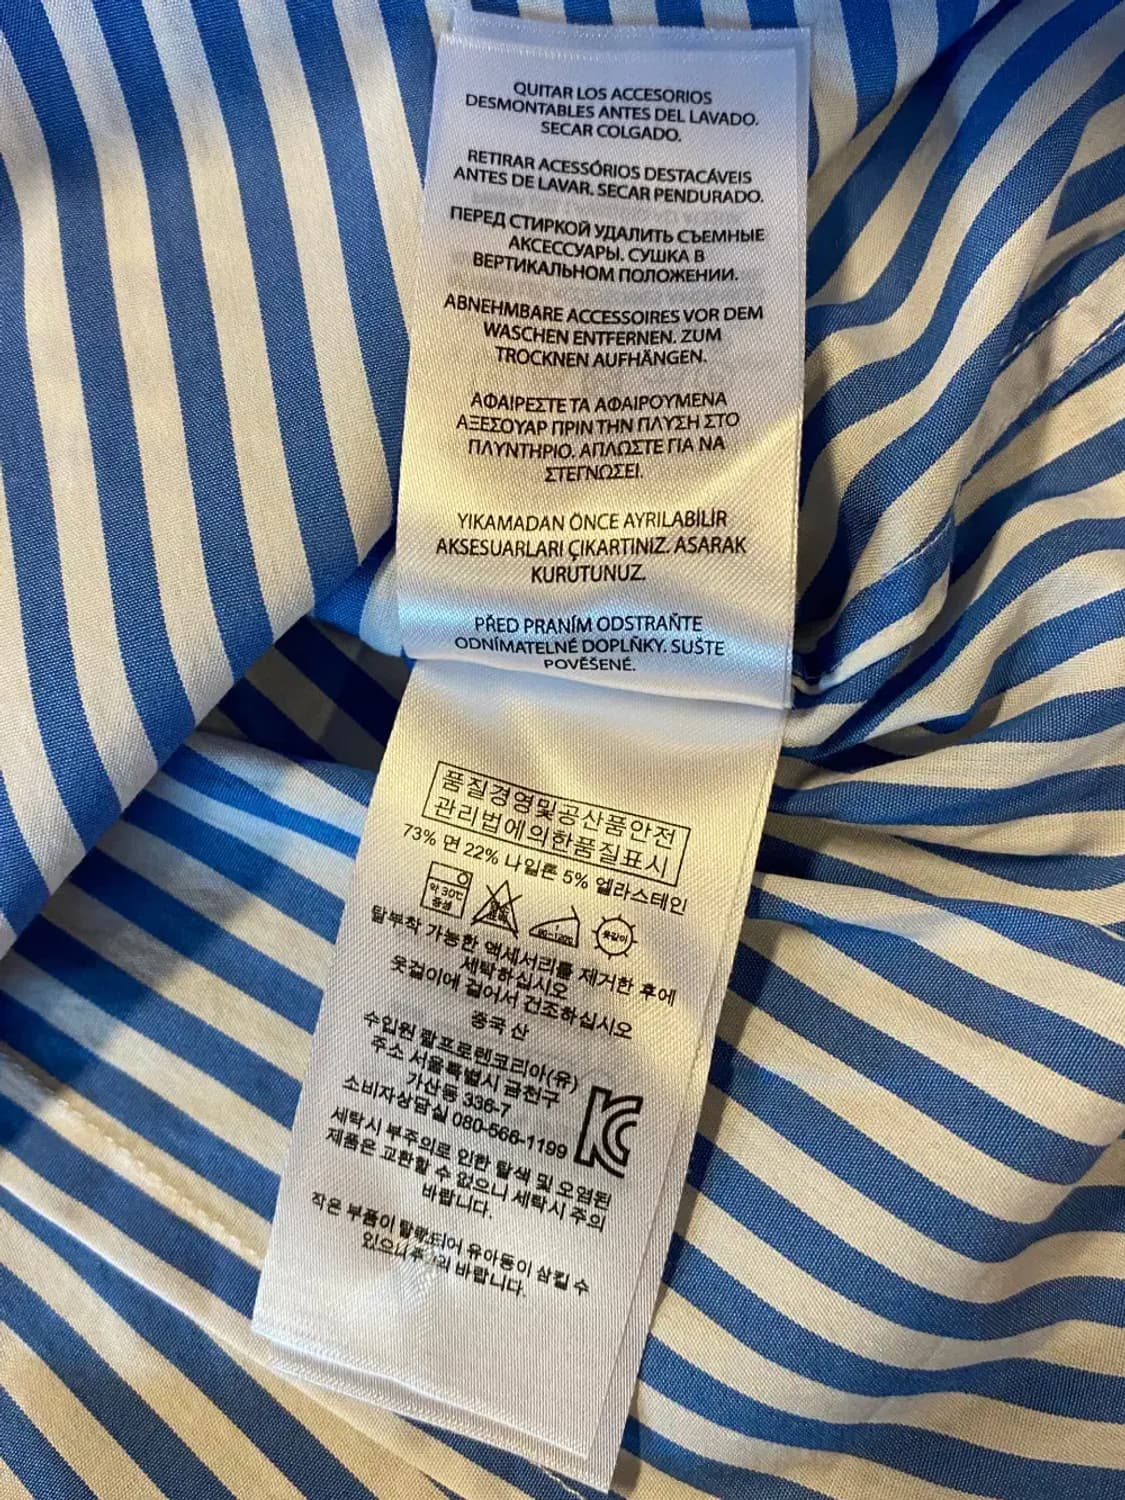 QUITAR LOS ACCESORIOS
DESMONTABLES ANTES DEL LAVADO.
SECAR COLGADO.
RETIRAR ACESSÓRIOS DESTACÁVEIS
ANTES DE LAVAR. SECAR PENDURADO.
ПЕРЕД СТИРКОЙ УДАЛИТЬ СЪЕМНЫЕ
АКСЕССУАРЫ. СУШКА В
ВЕРТИКАЛЬНОМ ПОЛОЖЕНИИ.
ABNEHMBARE ACCESSOIRES VOR DEM
WASCHEN ENTFERNEN. ZUM
TROCKNEN AUFHÄNGEN.
ΑΦΑΙΡΕΣΤΕ ΤΑ ΑΦΑΙΡΟΥΜΕΝΑ
ΑΞΕΣΟΥΑΡ ΠΡΙΝ ΤΗΝ ΠΛΥΣΗ ΣΤΟ
ΠΛΥΝΤΗΡΙΟ. ΑΠΛΩΣΤΕ ΓΙΑ ΝΑ
ΣΤΕΓΝΩΣΕΙ.
YIKAMADAN ÖNCE AYRILABİLİR
AKSESUARLARI ÇIKARTINIZ. ASARAK
KURUTUNUZ.
PŘED PRANÍM ODSTRAŇTE
ODNÍMATELNÉ DOPLŇKY. SUŠTE
POVĚŠENÉ.
품질경영및공산품안전
관리법에의한품질표시
73% 면 22% 나일론 5% 엘라스테인
약 30℃
중성
옷걸이
탈부착 가능한 액세서리를 제거한 후에
세탁하십시오
옷걸이에 걸어서 건조하십시오
중국 산
수입원 랄프로렌코리아(유)
주소 서울특별시 금천구
가산동 336-7
소비자상담실 080-566-1199
KC
세탁시 부주의로 인한 탈색 및 오염된
제품은 교환할 수 없으니 세탁시 주의
바랍니다.
작은 부품이 유아동이 삼킬 수
있으니 바랍니다.